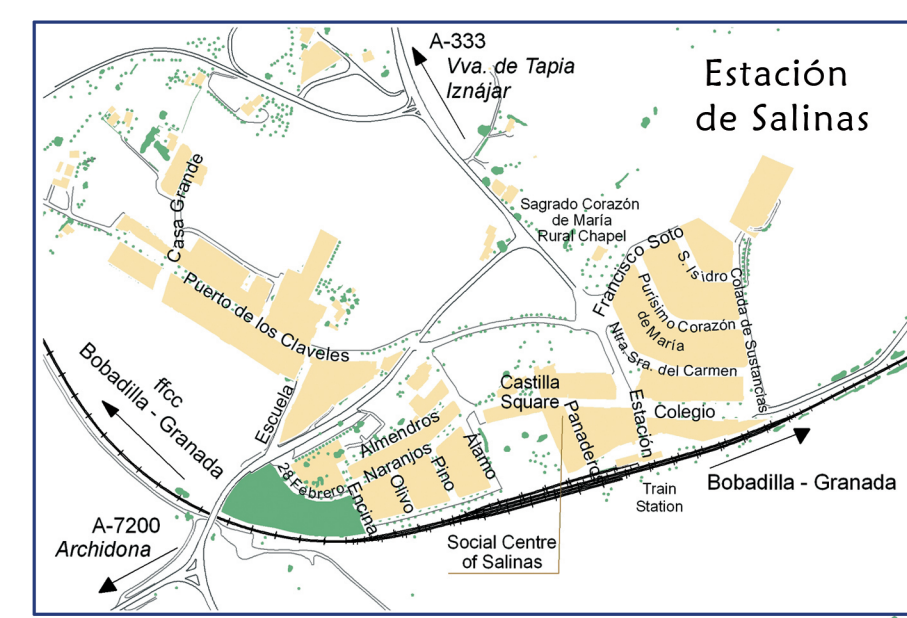 A-333
Vva. de Tapia
Iznájar
Estación
de Salinas
Casa Grande
Sagrado Corazón
de María
Rural Chapel
Francisco Soto
S. Isidro
Colada de Sustancias
Purísimo Corazón
de María
Ntra. Sra. del Carmen
Puerto de los Claveles
ffcc
Bobadilla - Granada
Escuela
Castilla
Square
Panaderos
Estación
Colegio
Almendros
Naranjos
Álamo
Pino
Olivo
Encina
28 Febrero
Train
Station
Bobadilla - Granada
A-7200
Archidona
Social Centre
of Salinas